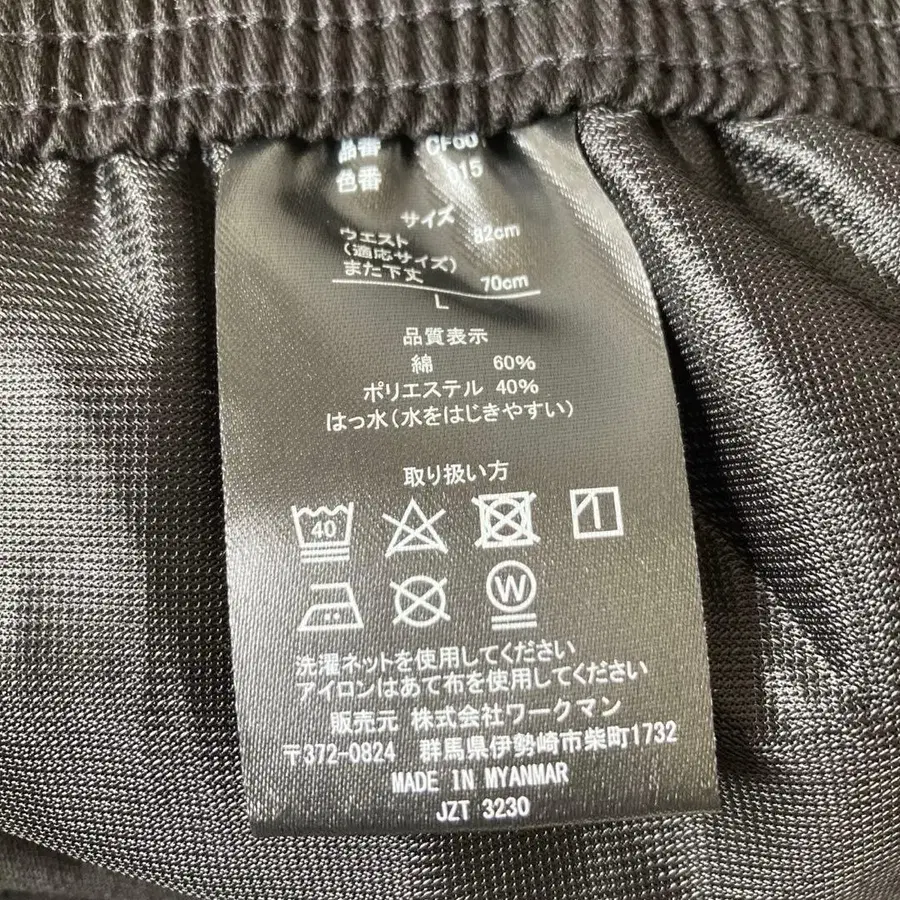 品番
色番 015
サイズ
ウエスト 82cm
(適応サイズ)
また下丈 70cm
L
品質表示
綿 60%
ポリエステル 40%
はっ水(水をはじきやすい)
取り扱い方
40
W
洗濯ネットを使用してください
アイロンはあて布を使用してください
販売元 株式会社ワークマン
〒372-0824 群馬県伊勢崎市柴町1732
MADE IN MYANMAR
JZT 3230